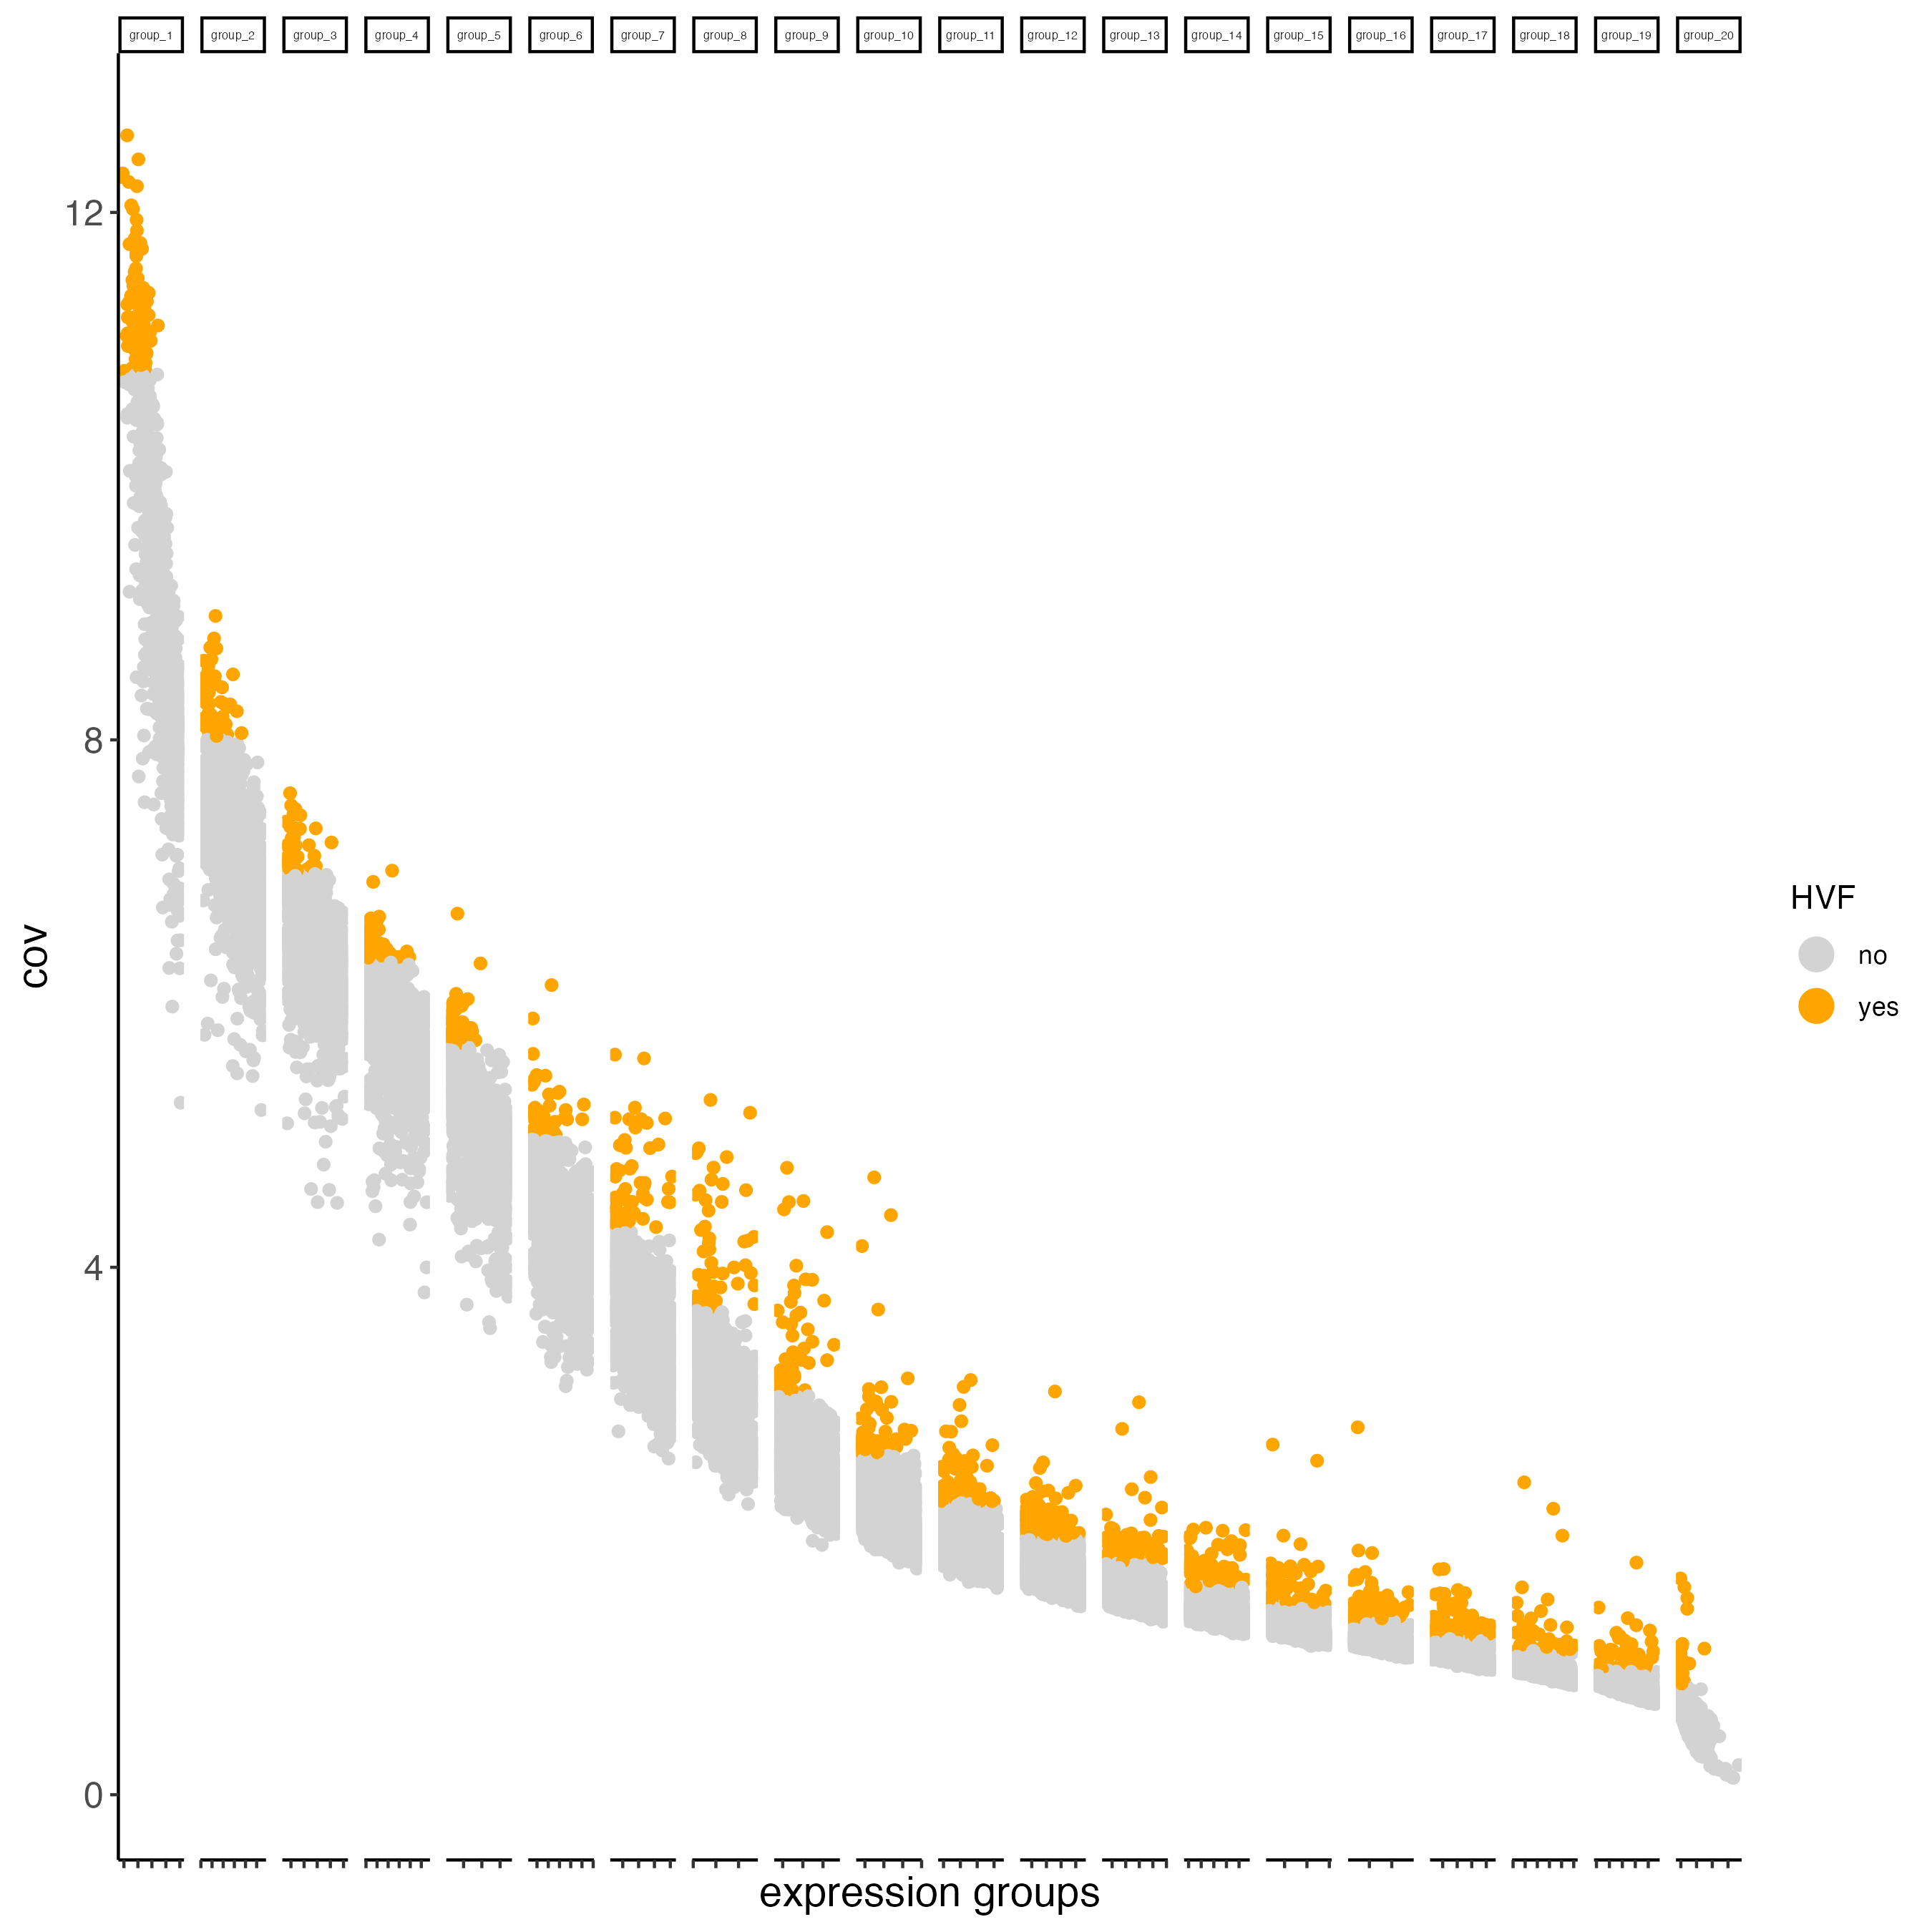 group_1 group_2 group_3 group_4 group_5 group_6 group_7 group_8 group_9 group_10 group_11 group_12 group_13 group_14 group_15 group_16 group_17 group_18 group_19 group_20
12
8
4
0
cov
expression groups
HVF
no
yes